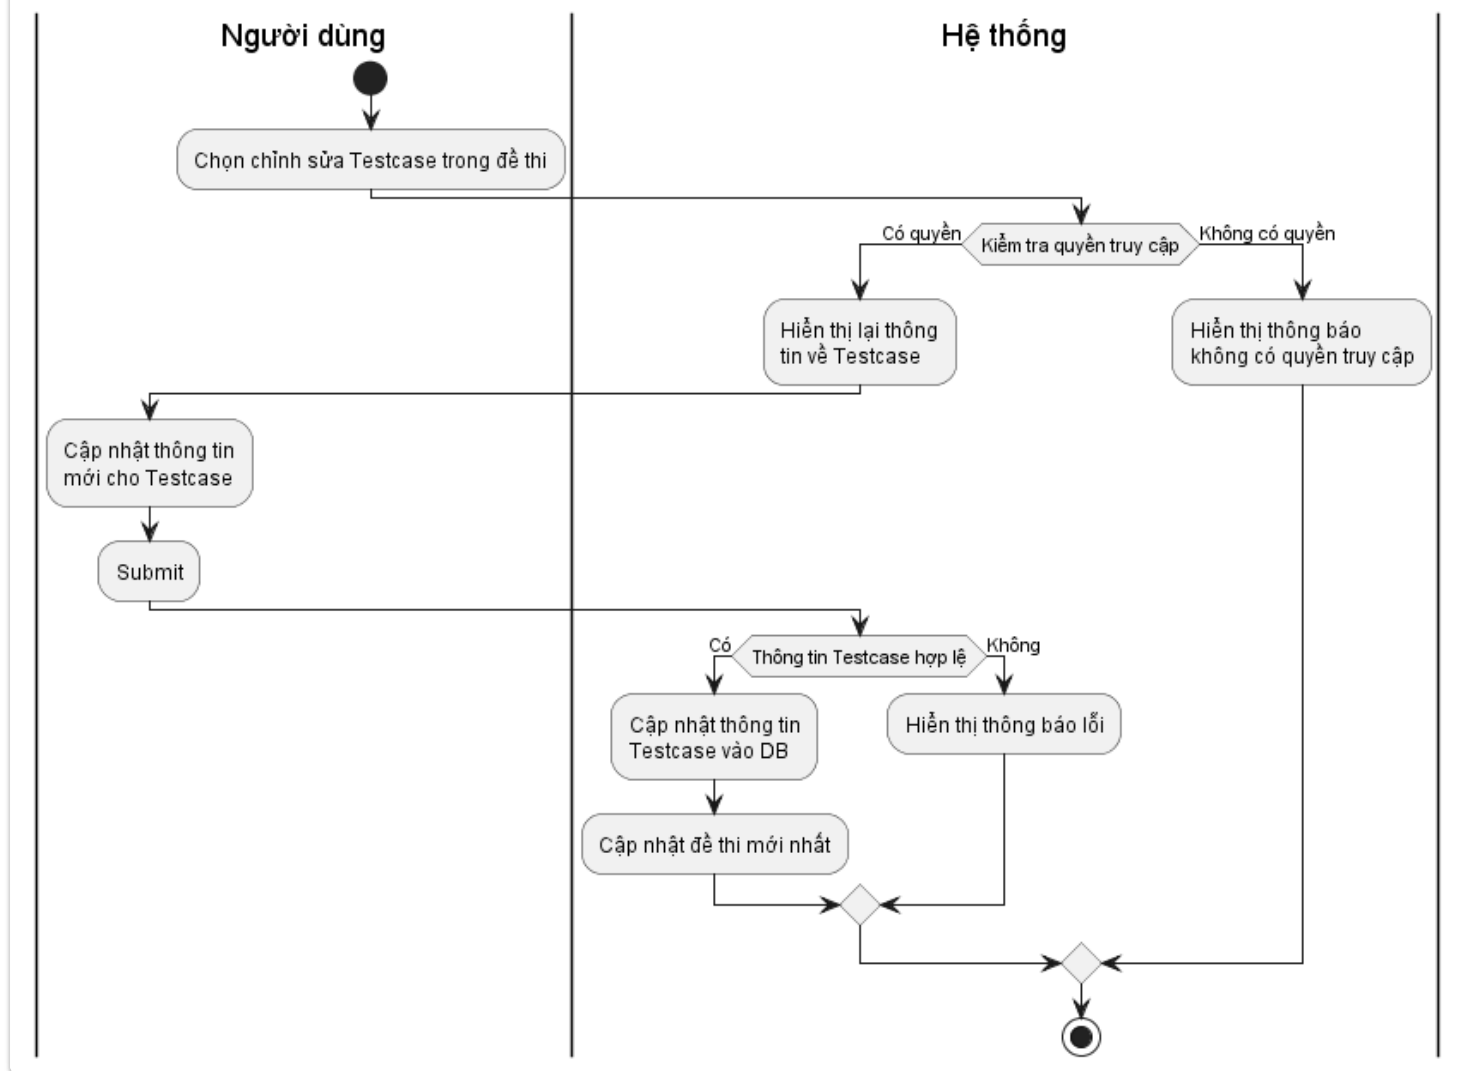 Người dùng
Hệ thống
Chọn chỉnh sửa Testcase trong đề thi
Có quyền
Kiểm tra quyền truy cập
Không có quyền
Hiển thị lại thông
tin về Testcase
Hiển thị thông báo
không có quyền truy cập
Cập nhật thông tin
mới cho Testcase
Submit
Có
Thông tin Testcase hợp lệ
Không
Cập nhật thông tin
Testcase vào DB
Hiển thị thông báo lỗi
Cập nhật đề thi mới nhất